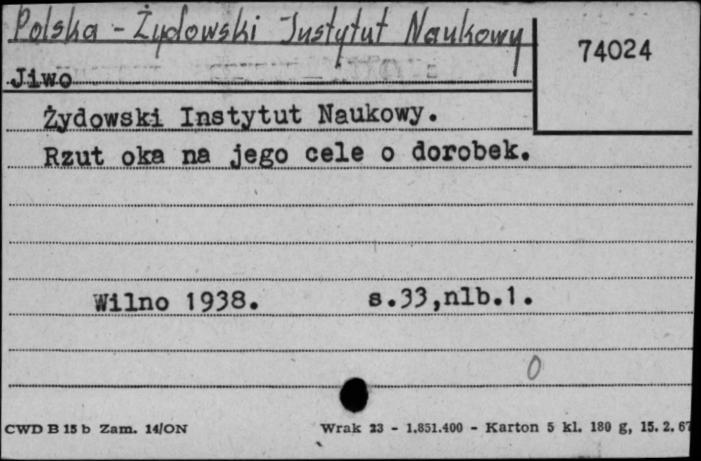 Polska - Żydowski Instytut Naukowy
74024
Jiwo
Żydowski Instytut Naukowy.
Rzut oka na jego cele o dorobek.
Wilno 1938. s.33,nlb.1.
0
CWD B 15 b Zam. 14/ON Wrak 23 - 1.851.400 - Karton 5 kl. 180 g, 15. 2. 67